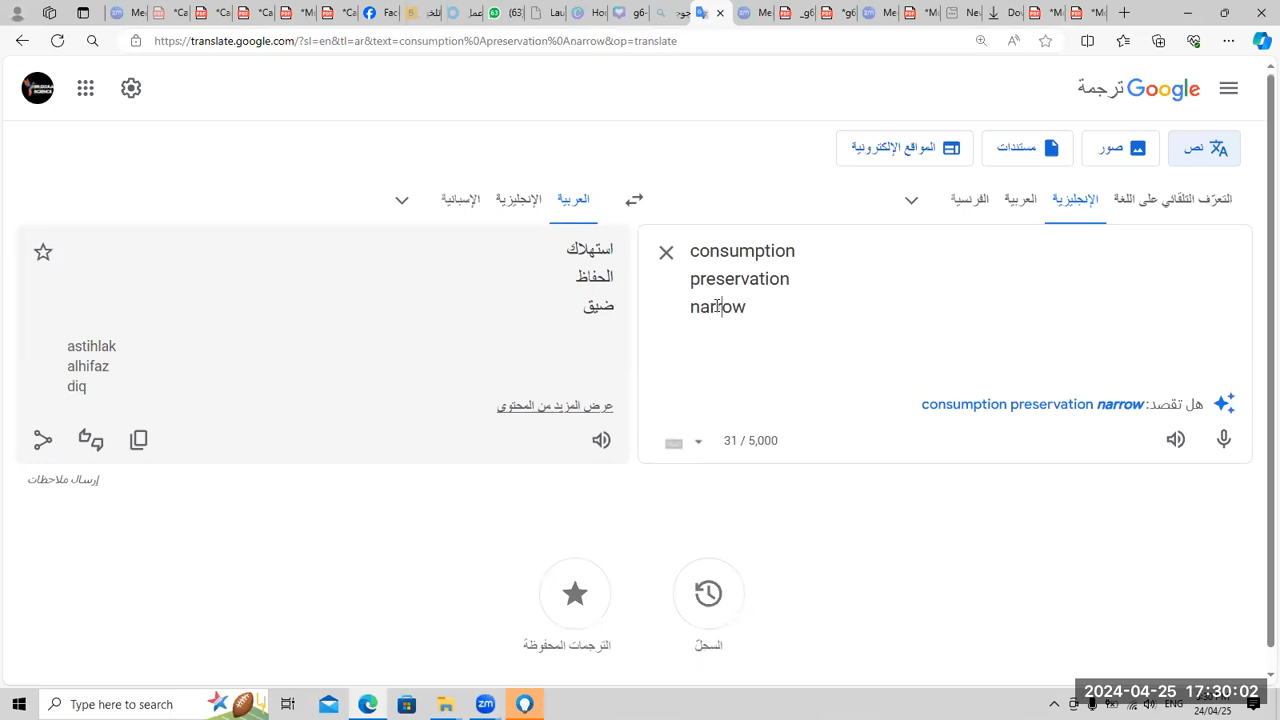 https://translate.google.com/?sl=en&tl=ar&text=consumption%0Apreservation%0Anarrow&op=translate
Google ترجمة
نص
صور
مستندات
المواقع الإلكترونية
التعرّف التلقائي على اللغة
الإنجليزية
العربية
الفرنسية
العربية
الإنجليزية
الإسبانية
consumption
preservation
narrow
هل تقصد: consumption preservation narrow
31 / 5,000
استهلاك
الحفاظ
ضيق
astihlak
alhifaz
diq
عرض المزيد من المحتوى
إرسال ملاحظات
السجلّ
الترجمات المحفوظة
Type here to search
ENG
24/04/25
2024-04-25 17:30:02